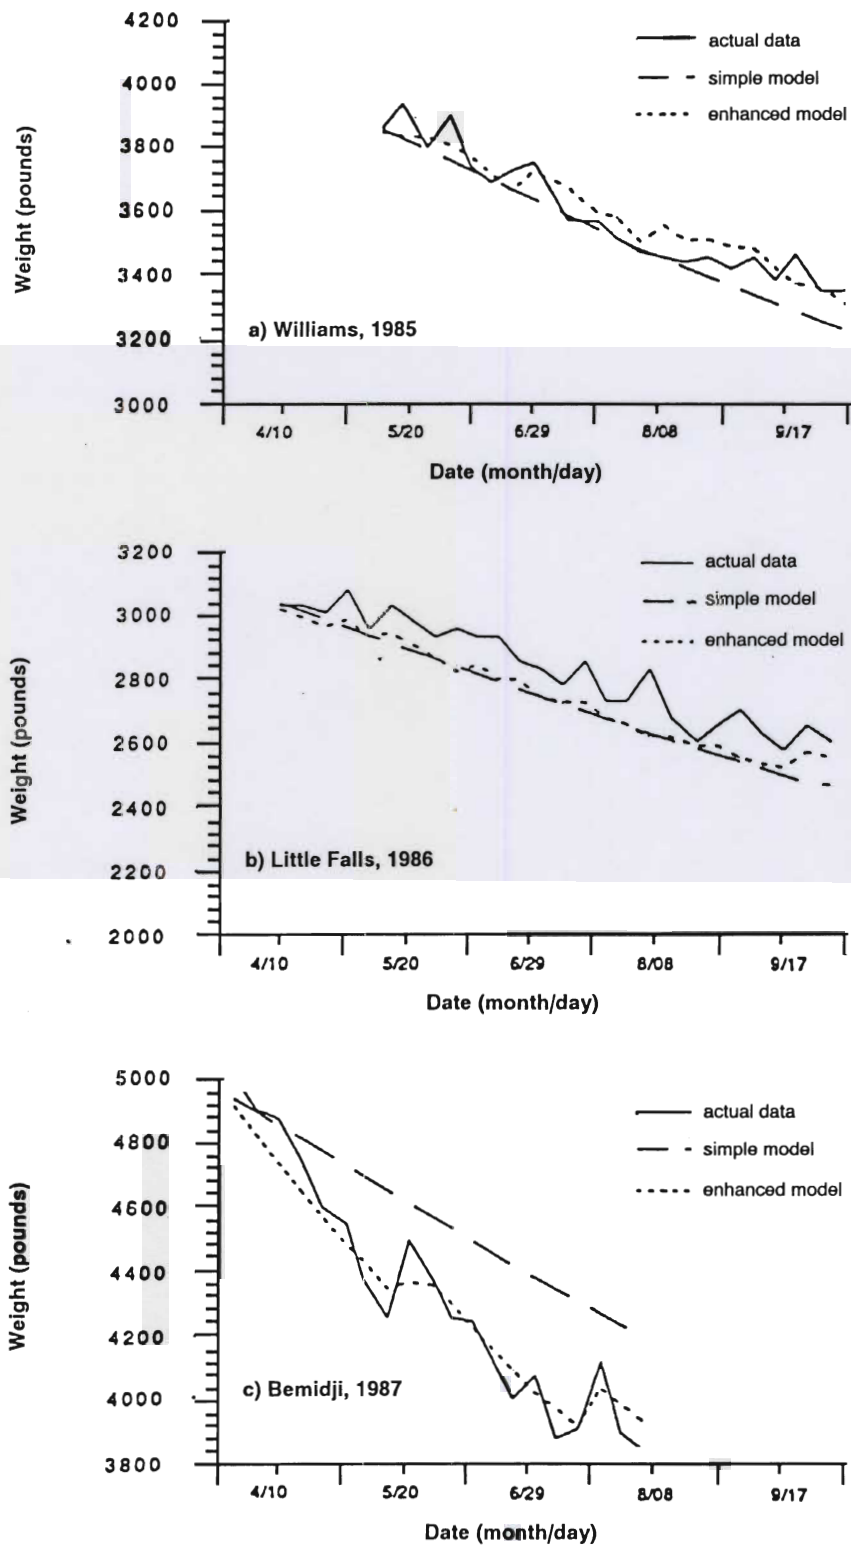 4200
4000
3800
3600
3400
3200
3000
Weight (pounds)
actual data
simple model
enhanced model
a) Williams, 1985
4/10 5/20 6/29 8/08 9/17
Date (month/day)
3200
3000
2800
2600
2400
2200
2000
Weight (pounds)
actual data
simple model
enhanced model
b) Little Falls, 1986
4/10 5/20 6/29 8/08 9/17
Date (month/day)
5000
4800
4600
4400
4200
4000
3800
Weight (pounds)
actual data
simple model
enhanced model
c) Bemidji, 1987
4/10 5/20 6/29 8/08 9/17
Date (month/day)